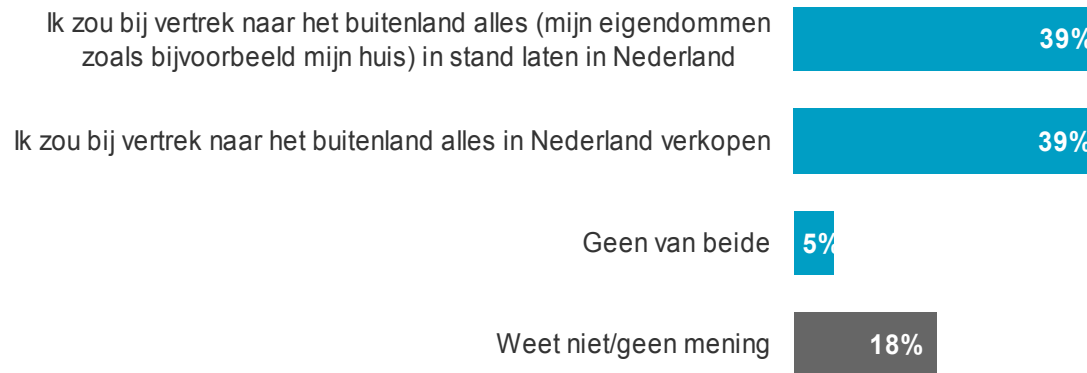 Ik zou bij vertrek naar het buitenland alles (mijn eigendommen
zoals bijvoorbeeld mijn huis) in stand laten in Nederland
39%
Ik zou bij vertrek naar het buitenland alles in Nederland verkopen
39%
Geen van beide
5%
Weet niet/geen mening
18%